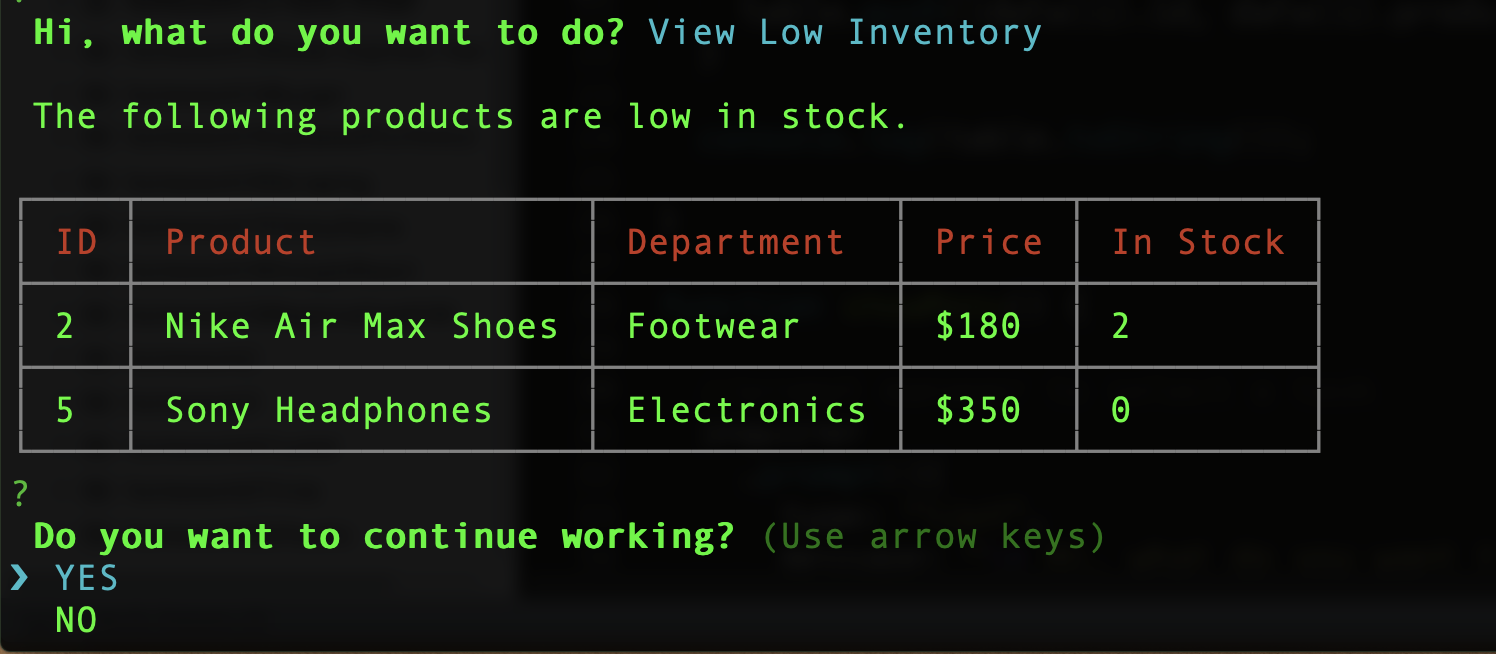 Hi, what do you want to do? View Low Inventory
The following products are low in stock.
ID Product Department Price In Stock
2 Nike Air Max Shoes Footwear $180 2
5 Sony Headphones Electronics $350 0
?
Do you want to continue working? (Use arrow keys)
❯ YES
NO